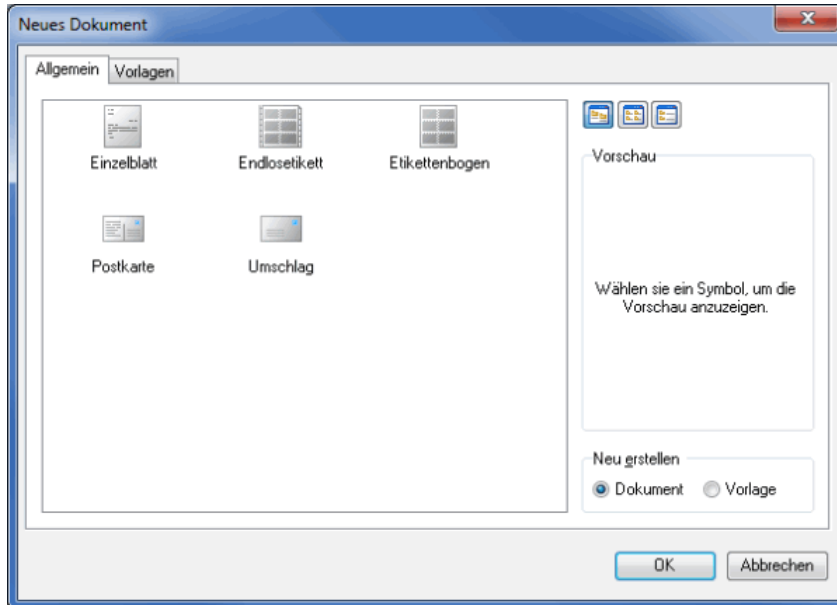 Neues Dokument
Allgemein Vorlagen
Einzelblatt Endlosetikett Etikettenbogen
Postkarte Umschlag
Vorschau
Wählen sie ein Symbol, um die
Vorschau anzuzeigen.
Neu erstellen
Dokument Vorlage
OK Abbrechen